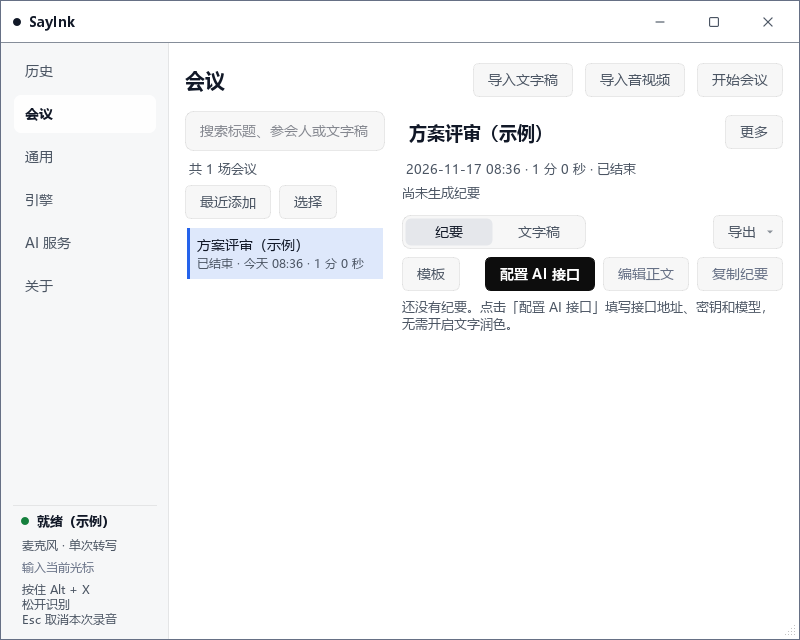 SayInk
历史
会议
通用
引擎
AI 服务
关于
就绪（示例）
麦克风 · 单次转写
输入当前光标
按住 Alt + X
松开识别
Esc 取消本次录音
会议
导入文字稿
导入音视频
开始会议
搜索标题、参会人或文字稿
共 1 场会议
最近添加
选择
方案评审（示例）
已结束 · 今天 08:36 · 1 分 0 秒
方案评审（示例）
更多
2026-11-17 08:36 · 1 分 0 秒 · 已结束
尚未生成纪要
纪要
文字稿
导出
模板
配置 AI 接口
编辑正文
复制纪要
还没有纪要。点击「配置 AI 接口」填写接口地址、密钥和模型，
无需开启文字润色。